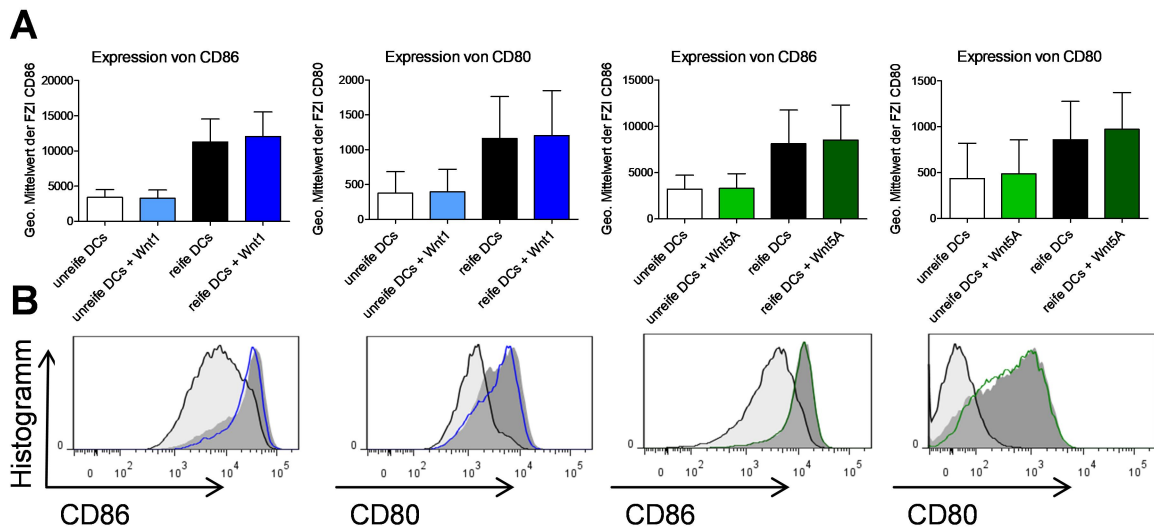 A
Expression von CD86
Geo. Mittelwert der FZI CD86
20000
15000
10000
5000
0
unreife DCs
unreife DCs + Wnt1
reife DCs
reife DCs + Wnt1
Expression von CD80
Geo. Mittelwert der FZI CD80
2000
1500
1000
500
0
unreife DCs
unreife DCs + Wnt1
reife DCs
reife DCs + Wnt1
Expression von CD86
Geo. Mittelwert der FZI CD86
15000
10000
5000
0
unreife DCs
unreife DCs + Wnt5A
reife DCs
reife DCs + Wnt5A
Expression von CD80
Geo. Mittelwert der FZI CD80
1500
1000
500
0
unreife DCs
unreife DCs + Wnt5A
reife DCs
reife DCs + Wnt5A
B
Histogramm
0
0 10² 10³ 10⁴ 10⁵
CD86
0
0 10² 10³ 10⁴ 10⁵
CD80
0
0 10² 10³ 10⁴ 10⁵
CD86
0
0 10² 10³ 10⁴ 10⁵
CD80